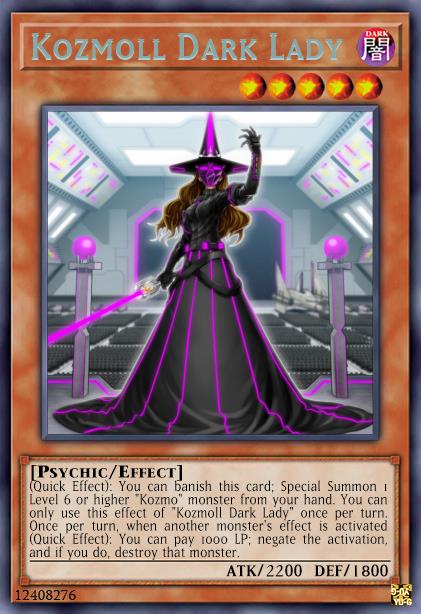 Kozmoll Dark Lady
DARK
闇
[Psychic/Effect]
(Quick Effect): You can banish this card; Special Summon 1
Level 6 or higher "Kozmo" monster from your hand. You can
only use this effect of "Kozmoll Dark Lady" once per turn.
Once per turn, when another monster's effect is activated
(Quick Effect): You can pay 1000 LP; negate the activation,
and if you do, destroy that monster.
ATK/2200 DEF/1800
12408276